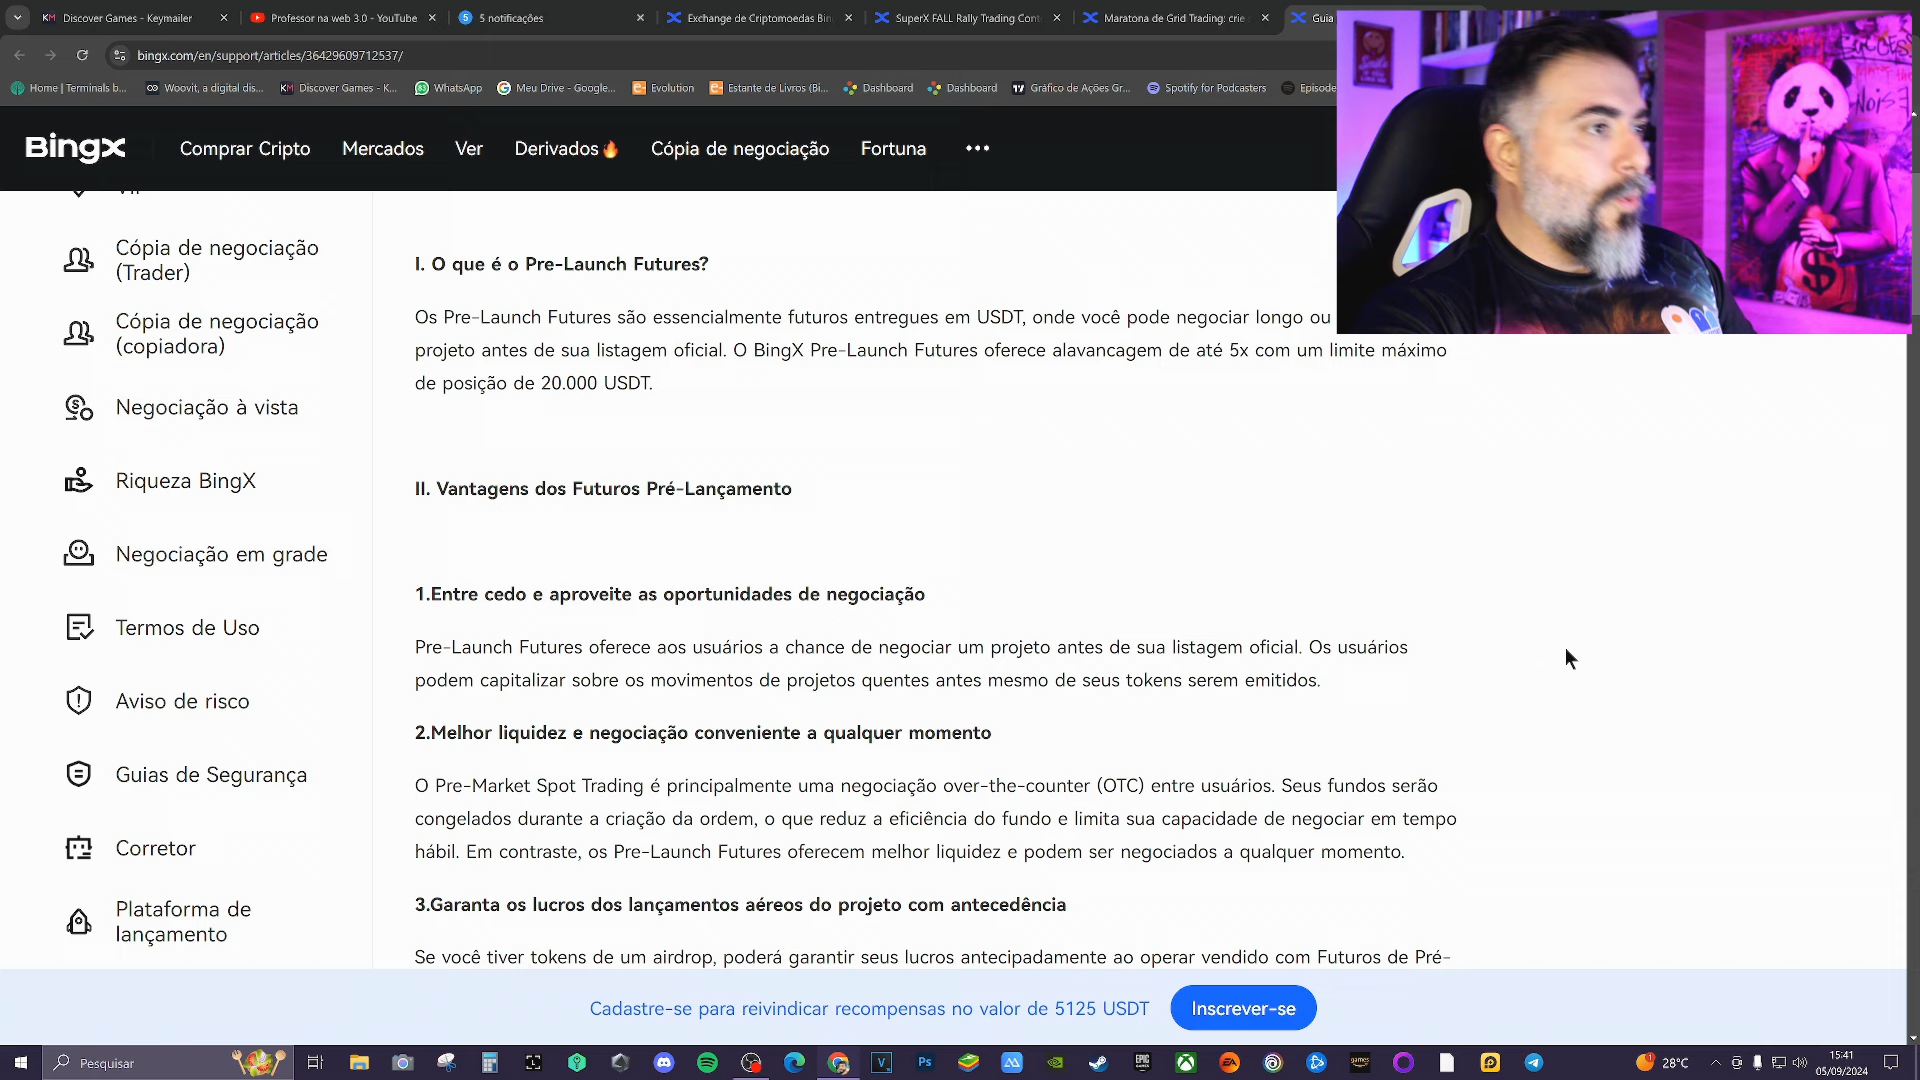 Discover Games - Keymailer
Professor na web 3.0 - YouTube
5 notificações
Exchange de Criptomoedas Bin
SuperX FALL Rally Trading Cont
Maratona de Grid Trading: crie
Guia
bingx.com/en/support/articles/36429609712537/
Home | Terminals b...
Woovit, a digital dis...
Discover Games - K...
WhatsApp
Meu Drive - Google...
Evolution
Estante de Livros (Bi...
Dashboard
Dashboard
Gráfico de Ações Gr...
Spotify for Podcasters
Episode
BingX
Comprar Cripto
Mercados
Ver
Derivados
Cópia de negociação
Fortuna
Cópia de negociação
(Trader)
Cópia de negociação
(copiadora)
Negociação à vista
Riqueza BingX
Negociação em grade
Termos de Uso
Aviso de risco
Guias de Segurança
Corretor
Plataforma de
lançamento
I. O que é o Pre-Launch Futures?
Os Pre-Launch Futures são essencialmente futuros entregues em USDT, onde você pode negociar longo ou
projeto antes de sua listagem oficial. O BingX Pre-Launch Futures oferece alavancagem de até 5x com um limite máximo
de posição de 20.000 USDT.
II. Vantagens dos Futuros Pré-Lançamento
1.Entre cedo e aproveite as oportunidades de negociação
Pre-Launch Futures oferece aos usuários a chance de negociar um projeto antes de sua listagem oficial. Os usuários
podem capitalizar sobre os movimentos de projetos quentes antes mesmo de seus tokens serem emitidos.
2.Melhor liquidez e negociação conveniente a qualquer momento
O Pre-Market Spot Trading é principalmente uma negociação over-the-counter (OTC) entre usuários. Seus fundos serão
congelados durante a criação da ordem, o que reduz a eficiência do fundo e limita sua capacidade de negociar em tempo
hábil. Em contraste, os Pre-Launch Futures oferecem melhor liquidez e podem ser negociados a qualquer momento.
3.Garanta os lucros dos lançamentos aéreos do projeto com antecedência
Se você tiver tokens de um airdrop, poderá garantir seus lucros antecipadamente ao operar vendido com Futuros de Pré-
Cadastre-se para reivindicar recompensas no valor de 5125 USDT
Inscrever-se
Pesquisar
28°C
15:41
05/09/2024